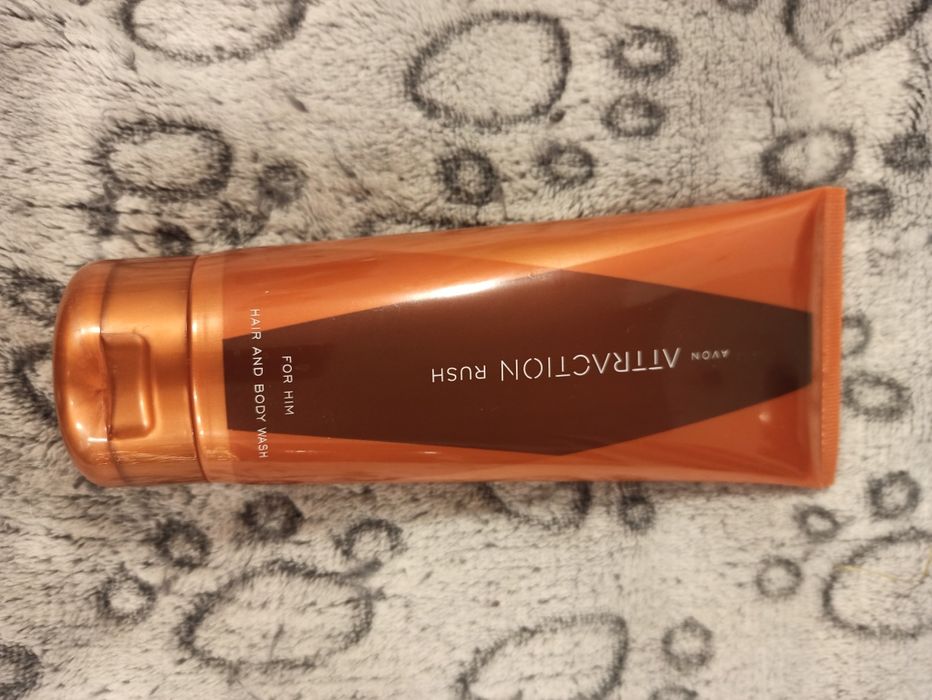 AVON
ATTRACTION RUSH
FOR HIM
HAIR AND BODY WASH